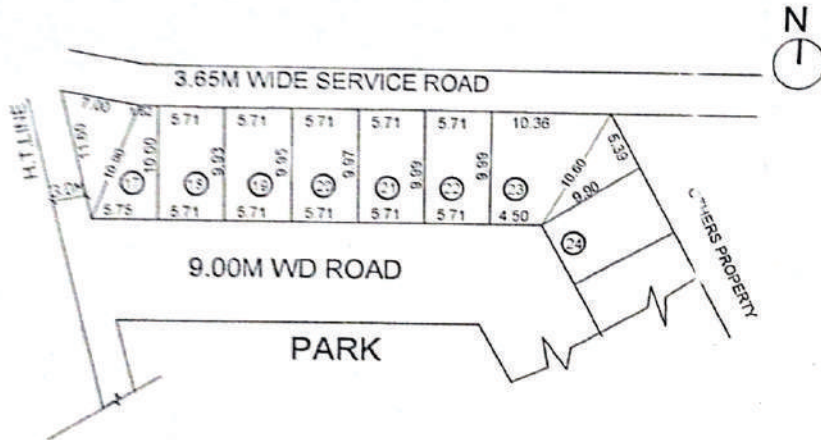 N
3.65M WIDE SERVICE ROAD
H.T.LINE
7.00
5.71 5.71 5.71 5.71 5.71 10.36
11.60
10.90
10.00
9.93
9.95
9.97
9.99
9.99
10.60
5.39
9.00
17 18 19 20 21 22 23
24
5.75 5.71 5.71 5.71 5.71 5.71 4.50
OTHERS PROPERTY
9.00M WD ROAD
PARK